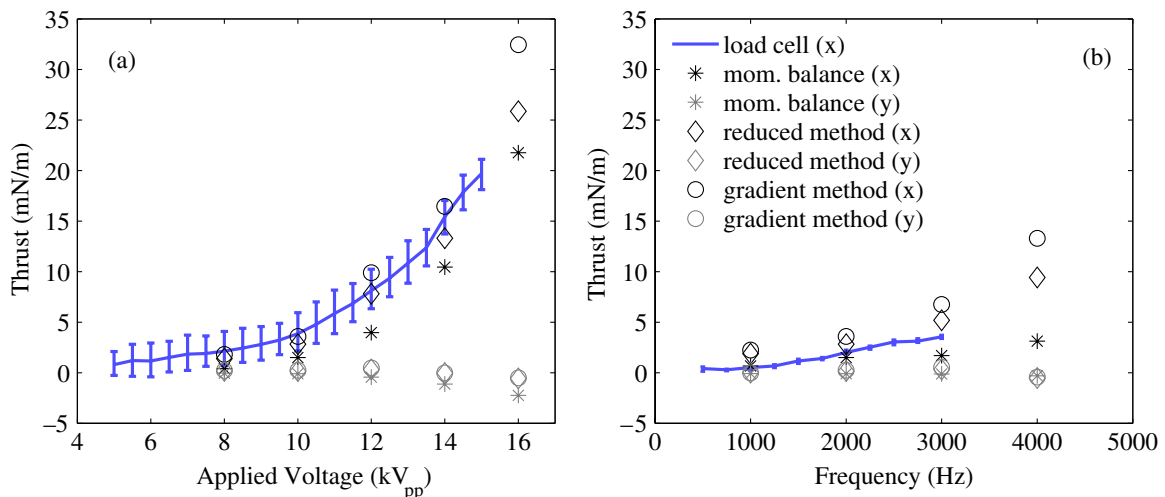 (a)
Thrust (mN/m)
35
30
25
20
15
10
5
0
−5
4 6 8 10 12 14 16
Applied Voltage (kVpp)
(b)
load cell (x)
mom. balance (x)
mom. balance (y)
reduced method (x)
reduced method (y)
gradient method (x)
gradient method (y)
Thrust (mN/m)
35
30
25
20
15
10
5
0
−5
0 1000 2000 3000 4000 5000
Frequency (Hz)